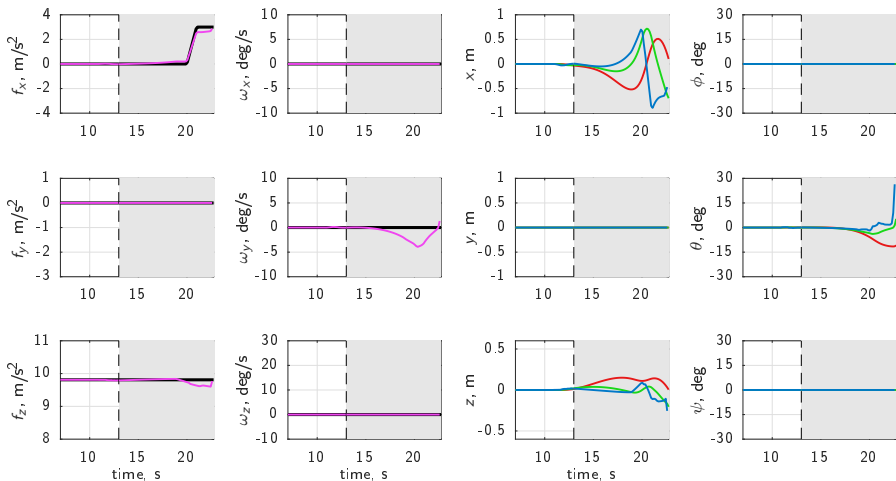 4
2
0
-2
-4
10 15 20
f_x, m/s²
10
5
0
-5
-10
10 15 20
ω_x, deg/s
1
0.5
0
-0.5
-1
10 15 20
x, m
30
15
0
-15
-30
10 15 20
ϕ, deg
1
0
-1
-2
-3
10 15 20
f_y, m/s²
10
5
0
-5
-10
10 15 20
ω_y, deg/s
1
0.5
0
-0.5
-1
10 15 20
y, m
30
15
0
-15
-30
10 15 20
θ, deg
11
10
9
8
10 15 20
f_z, m/s²
time, s
30
20
10
0
-10
10 15 20
ω_z, deg/s
time, s
0.5
0
-0.5
10 15 20
z, m
time, s
30
15
0
-15
-30
10 15 20
ψ, deg
time, s